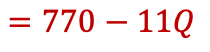 = 770 − 11Q